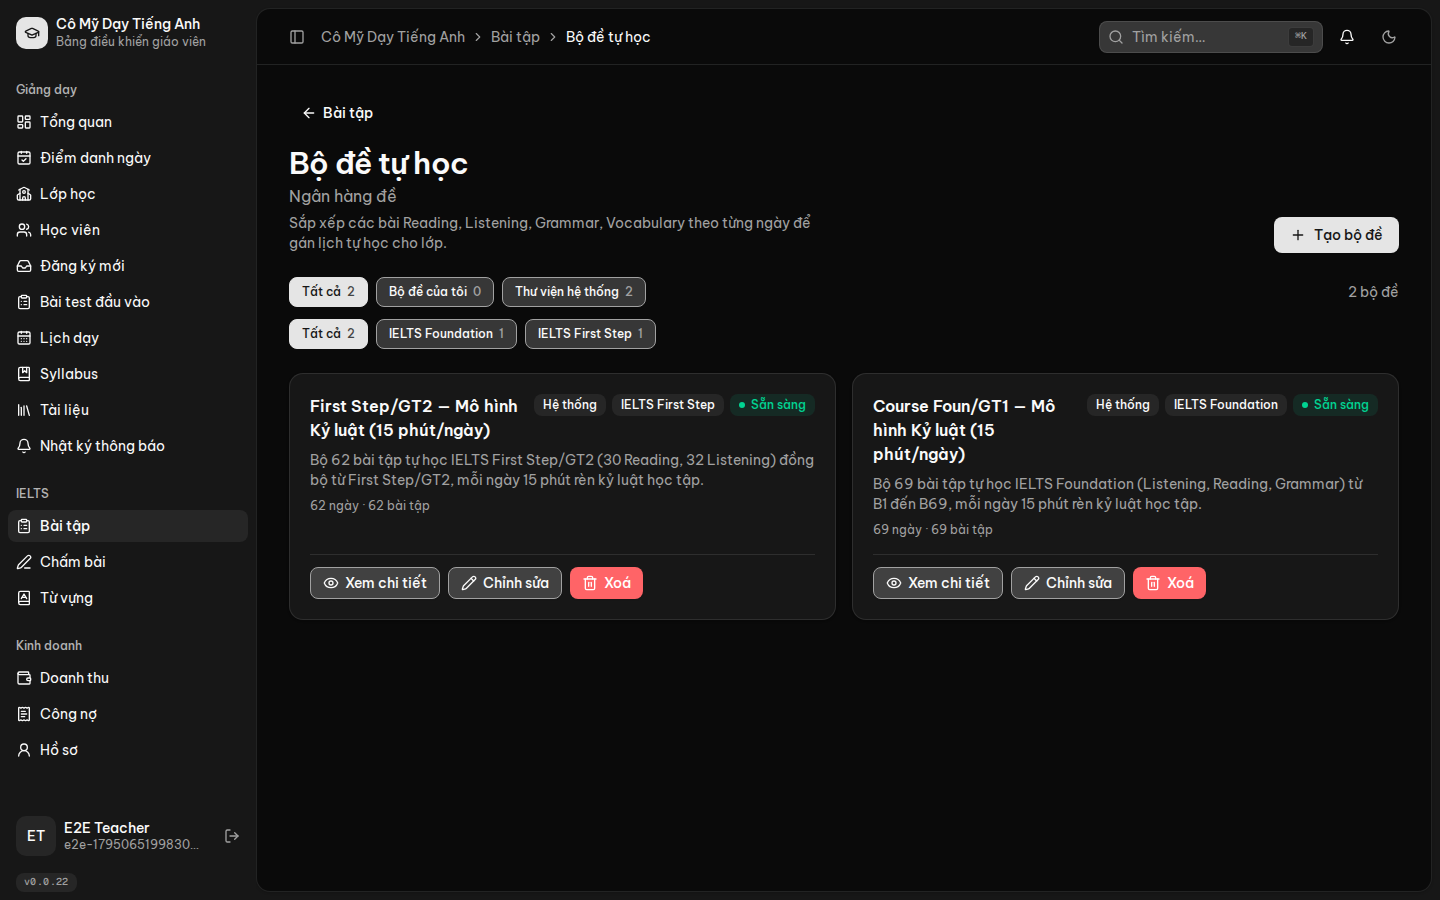 Cô Mỹ Dạy Tiếng Anh
Bảng điều khiển giáo viên
Giảng dạy
Tổng quan
Điểm danh ngày
Lớp học
Học viên
Đăng ký mới
Bài test đầu vào
Lịch dạy
Syllabus
Tài liệu
Nhật ký thông báo
IELTS
Bài tập
Chấm bài
Từ vựng
Kinh doanh
Doanh thu
Công nợ
Hồ sơ
ET
E2E Teacher
e2e-1795065199830...
v0.0.22
Cô Mỹ Dạy Tiếng Anh > Bài tập > Bộ đề tự học
Tìm kiếm...
⌘K
Bài tập
Bộ đề tự học
Ngân hàng đề
Sắp xếp các bài Reading, Listening, Grammar, Vocabulary theo từng ngày để
gán lịch tự học cho lớp.
Tạo bộ đề
Tất cả 2
Bộ đề của tôi 0
Thư viện hệ thống 2
2 bộ đề
Tất cả 2
IELTS Foundation 1
IELTS First Step 1
First Step/GT2 — Mô hình
Kỷ luật (15 phút/ngày)
Hệ thống
IELTS First Step
Sẵn sàng
Bộ 62 bài tập tự học IELTS First Step/GT2 (30 Reading, 32 Listening) đồng
bộ từ First Step/GT2, mỗi ngày 15 phút rèn kỷ luật học tập.
62 ngày · 62 bài tập
Xem chi tiết
Chỉnh sửa
Xoá
Course Foun/GT1 — Mô
hình Kỷ luật (15
phút/ngày)
Hệ thống
IELTS Foundation
Sẵn sàng
Bộ 69 bài tập tự học IELTS Foundation (Listening, Reading, Grammar) từ
B1 đến B69, mỗi ngày 15 phút rèn kỷ luật học tập.
69 ngày · 69 bài tập
Xem chi tiết
Chỉnh sửa
Xoá